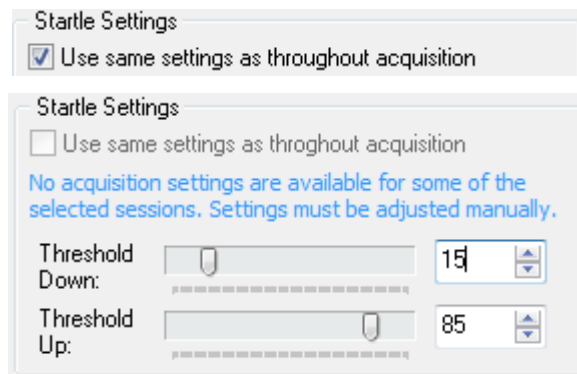 Startle Settings
Use same settings as throughout acquisition
Startle Settings
Use same settings as throghout acquisition
No acquisition settings are available for some of the
selected sessions. Settings must be adjusted manually.
Threshold
Down:
15
Threshold
Up:
85